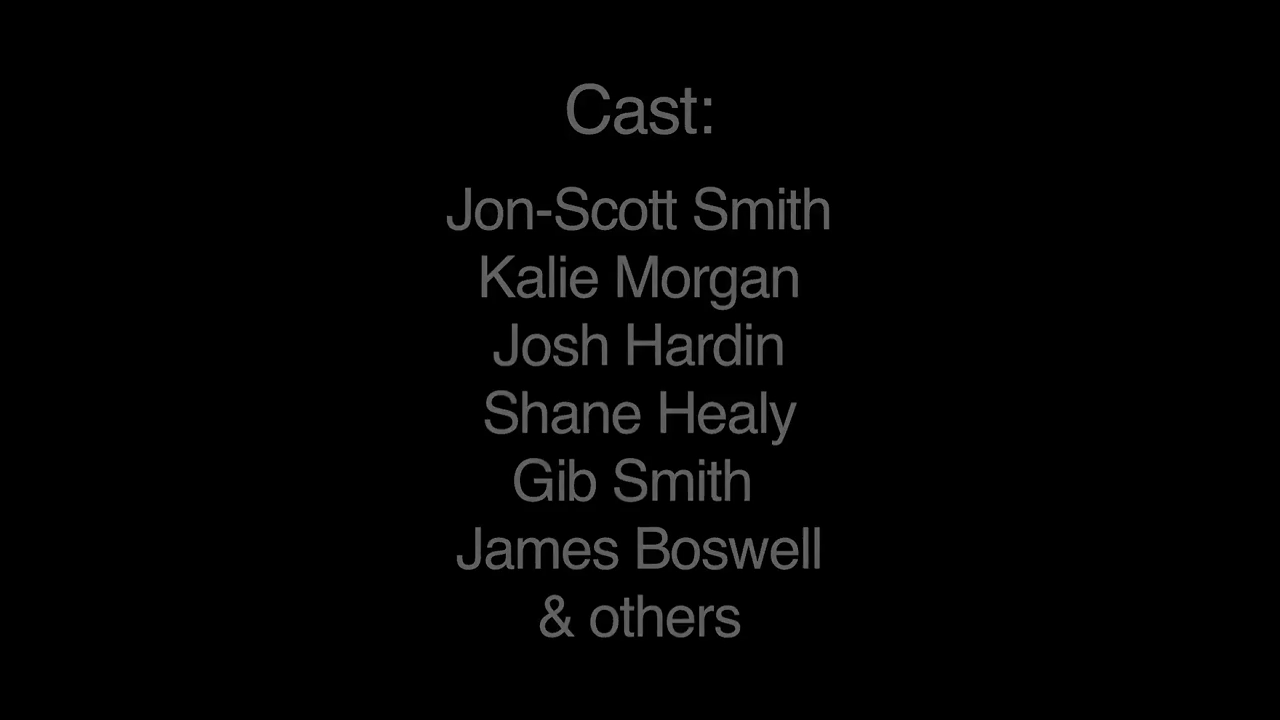 Cast:
Jon-Scott Smith
Kalie Morgan
Josh Hardin
Shane Healy
Gib Smith
James Boswell
& others